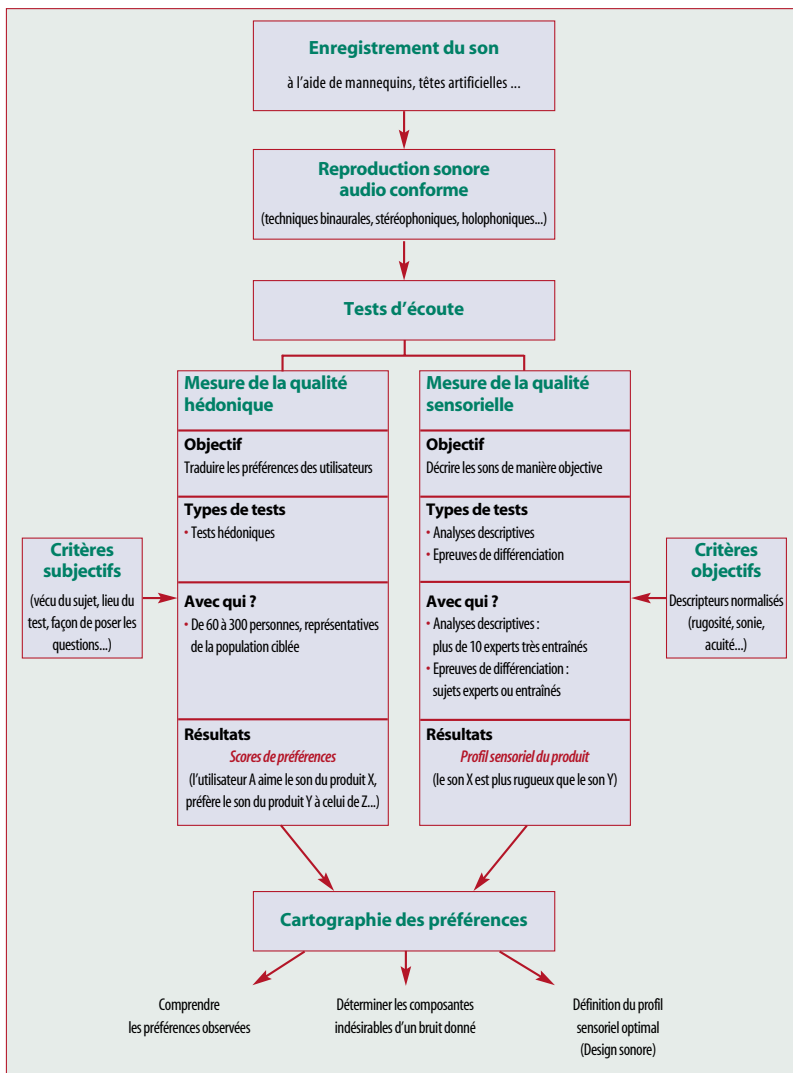 Enregistrement du son
à l'aide de mannequins, têtes artificielles ...
Reproduction sonore
audio conforme
(techniques binaurales, stéréophoniques, holophoniques...)
Tests d'écoute
Mesure de la qualité
hédonique
Objectif
Traduire les préférences des utilisateurs
Types de tests
• Tests hédoniques
Avec qui ?
• De 60 à 300 personnes, représentatives
de la population ciblée
Résultats
Scores de préférences
(l'utilisateur A aime le son du produit X,
préfère le son du produit Y à celui de Z...)
Mesure de la qualité
sensorielle
Objectif
Décrire les sons de manière objective
Types de tests
• Analyses descriptives
• Epreuves de différenciation
Avec qui ?
• Analyses descriptives :
plus de 10 experts très entraînés
• Epreuves de différenciation :
sujets experts ou entraînés
Résultats
Profil sensoriel du produit
(le son X est plus rugueux que le son Y)
Critères
subjectifs
(vécu du sujet, lieu du
test, façon de poser les
questions...)
Critères
objectifs
Descripteurs normalisés
(rugosité, sonie,
acuité...)
Cartographie des préférences
Comprendre
les préférences observées
Déterminer les composantes
indésirables d'un bruit donné
Définition du profil
sensoriel optimal
(Design sonore)